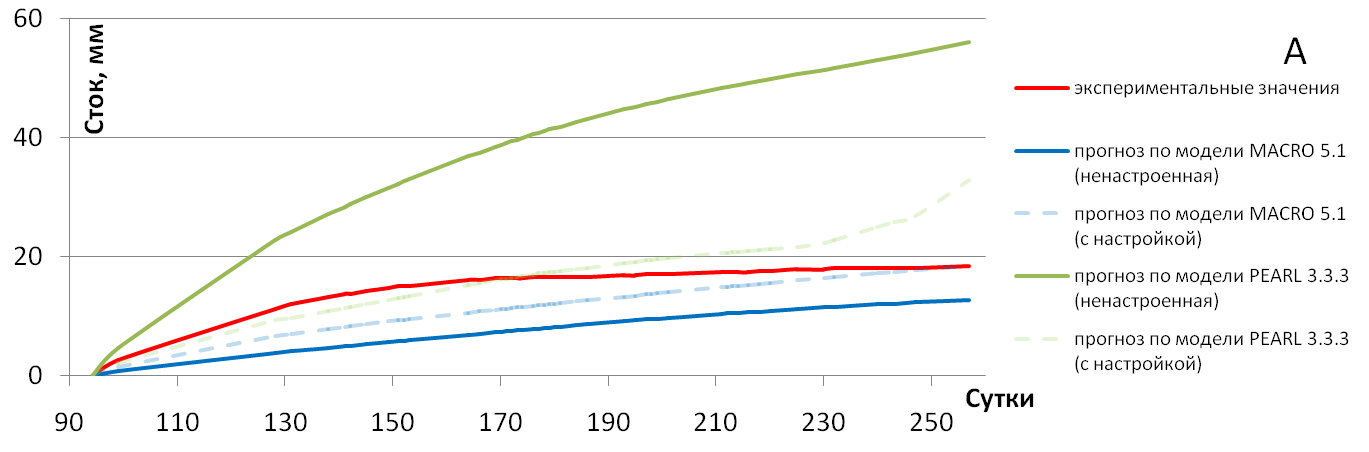 60
40
20
0
Сток, мм
90
110
130
150
170
190
210
230
250
Сутки
А
экспериментальные значения
прогноз по модели MACRO 5.1
(ненастроенная)
прогноз по модели MACRO 5.1
(с настройкой)
прогноз по модели PEARL 3.3.3
(ненастроенная)
прогноз по модели PEARL 3.3.3
(с настройкой)